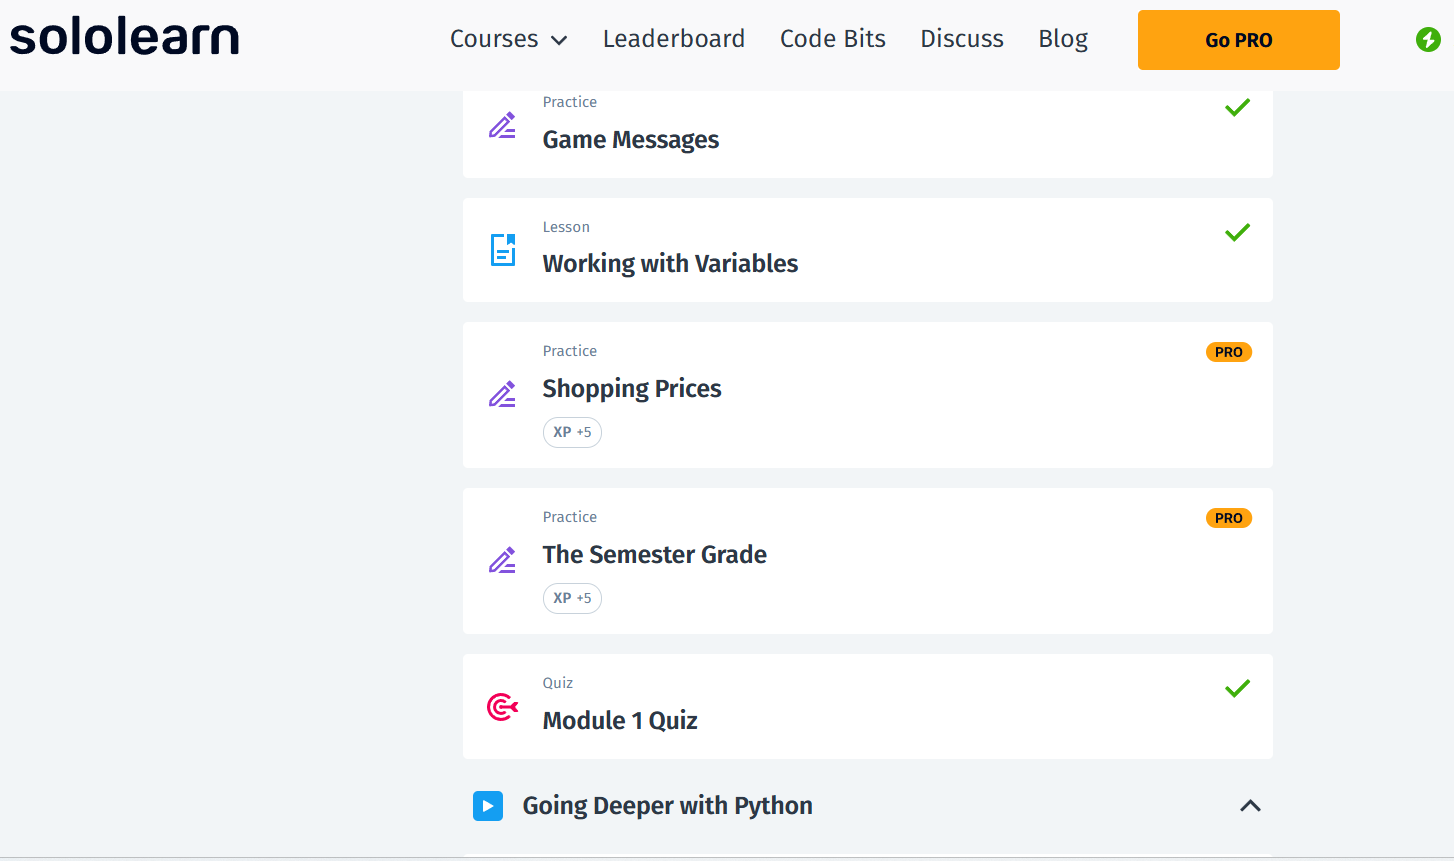 sololearn
Courses Leaderboard Code Bits Discuss Blog Go PRO
Practice
Game Messages
Lesson
Working with Variables
Practice
PRO
Shopping Prices
XP +5
Practice
PRO
The Semester Grade
XP +5
Quiz
Module 1 Quiz
Going Deeper with Python